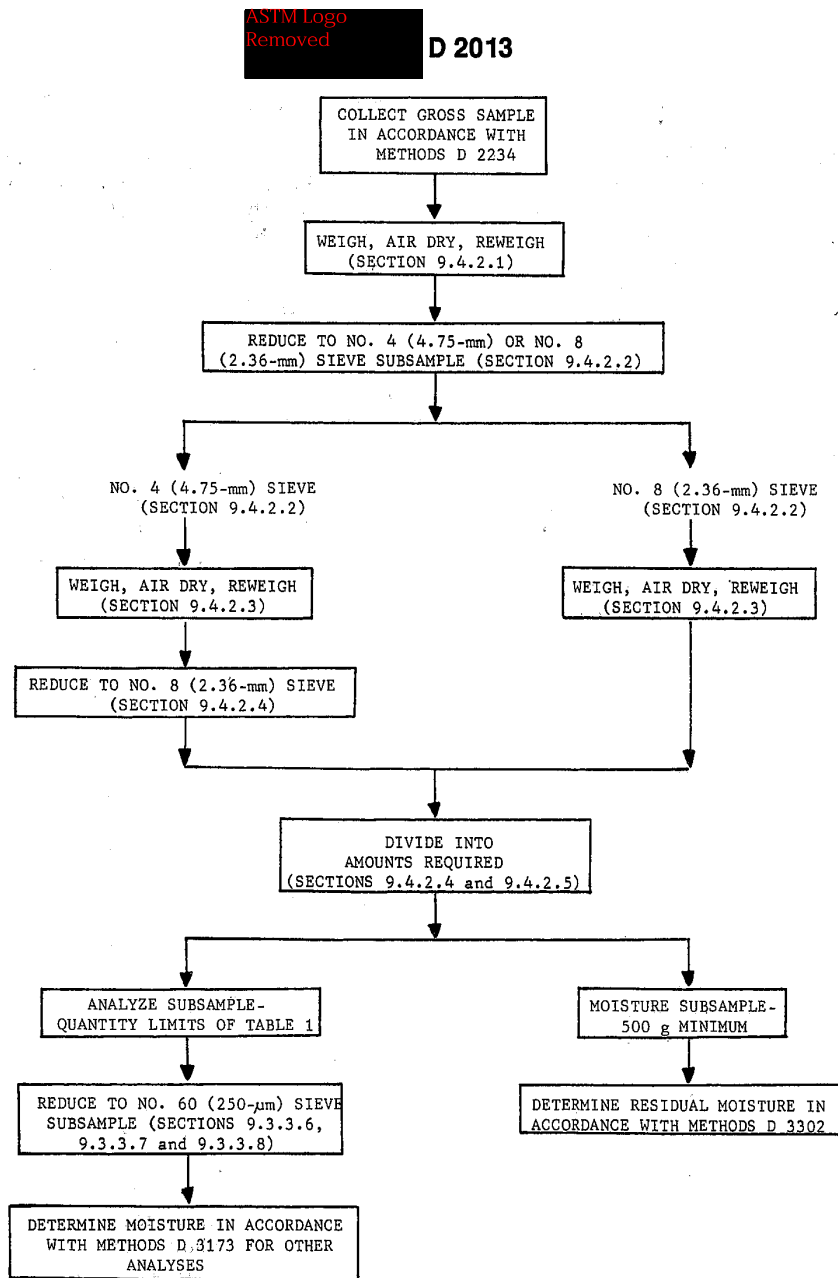 ASTM Logo
Removed
D 2013
COLLECT GROSS SAMPLE
IN ACCORDANCE WITH
METHODS D 2234
WEIGH, AIR DRY, REWEIGH
(SECTION 9.4.2.1)
REDUCE TO NO. 4 (4.75-mm) OR NO. 8
(2.36-mm) SIEVE SUBSAMPLE (SECTION 9.4.2.2)
NO. 4 (4.75-mm) SIEVE
(SECTION 9.4.2.2)
NO. 8 (2.36-mm) SIEVE
(SECTION 9.4.2.2)
WEIGH, AIR DRY, REWEIGH
(SECTION 9.4.2.3)
WEIGH, AIR DRY, REWEIGH
(SECTION 9.4.2.3)
REDUCE TO NO. 8 (2.36-mm) SIEVE
(SECTION 9.4.2.4)
DIVIDE INTO
AMOUNTS REQUIRED
(SECTIONS 9.4.2.4 and 9.4.2.5)
ANALYZE SUBSAMPLE-
QUANTITY LIMITS OF TABLE 1
MOISTURE SUBSAMPLE-
500 g MINIMUM
REDUCE TO NO. 60 (250-μm) SIEVE
SUBSAMPLE (SECTIONS 9.3.3.6,
9.3.3.7 and 9.3.3.8)
DETERMINE RESIDUAL MOISTURE IN
ACCORDANCE WITH METHODS D 3302
DETERMINE MOISTURE IN ACCORDANCE
WITH METHODS D 3173 FOR OTHER
ANALYSES